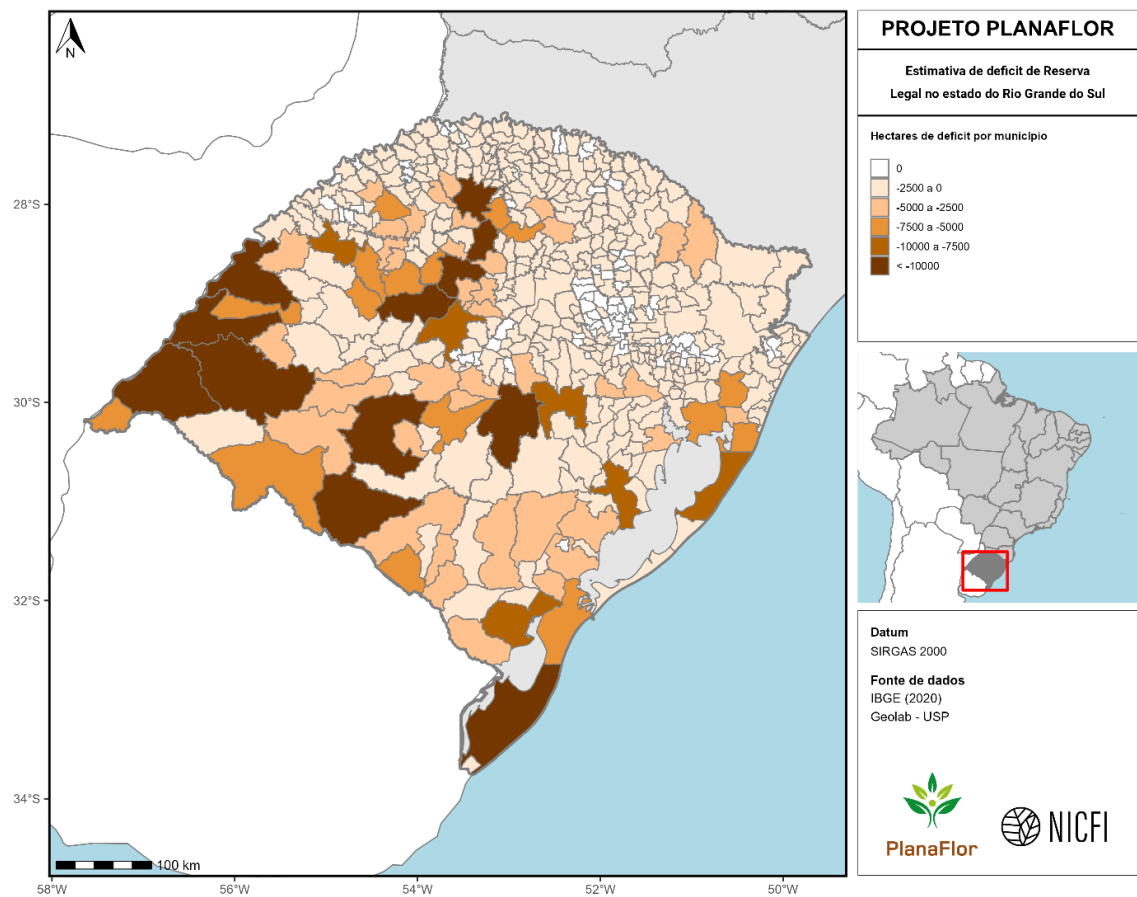 N
28°S
30°S
32°S
34°S
100 km
58°W
56°W
54°W
52°W
50°W
PROJETO PLANAFLOR
Estimativa de deficit de Reserva
Legal no estado do Rio Grande do Sul
Hectares de deficit por município
0
-2500 a 0
-5000 a -2500
-7500 a -5000
-10000 a -7500
< -10000
Datum
SIRGAS 2000
Fonte de dados
IBGE (2020)
Geolab - USP
PlanaFlor
NICFI